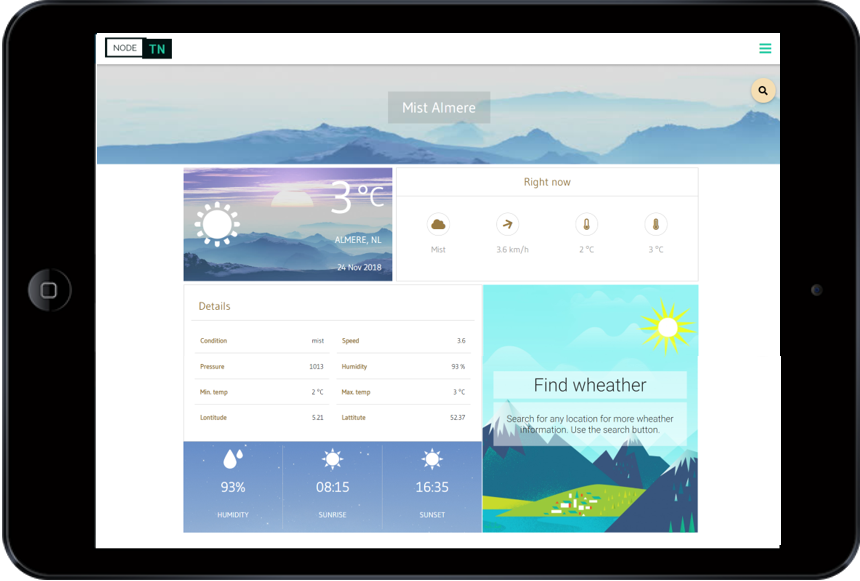 NODE TN
Mist Almere
3°C
ALMERE, NL
24 Nov 2018
Right now
Mist
3.6 km/h
2 °C
3 °C
Details
Condition mist Speed 3.6
Pressure 1013 Humidity 93 %
Min. temp 2 °C Max. temp 3 °C
Lontitude 5.21 Lattitute 52.37
93% 08:15 16:35
HUMIDITY SUNRISE SUNSET
Find wheather
Search for any location for more wheather
information. Use the search button.